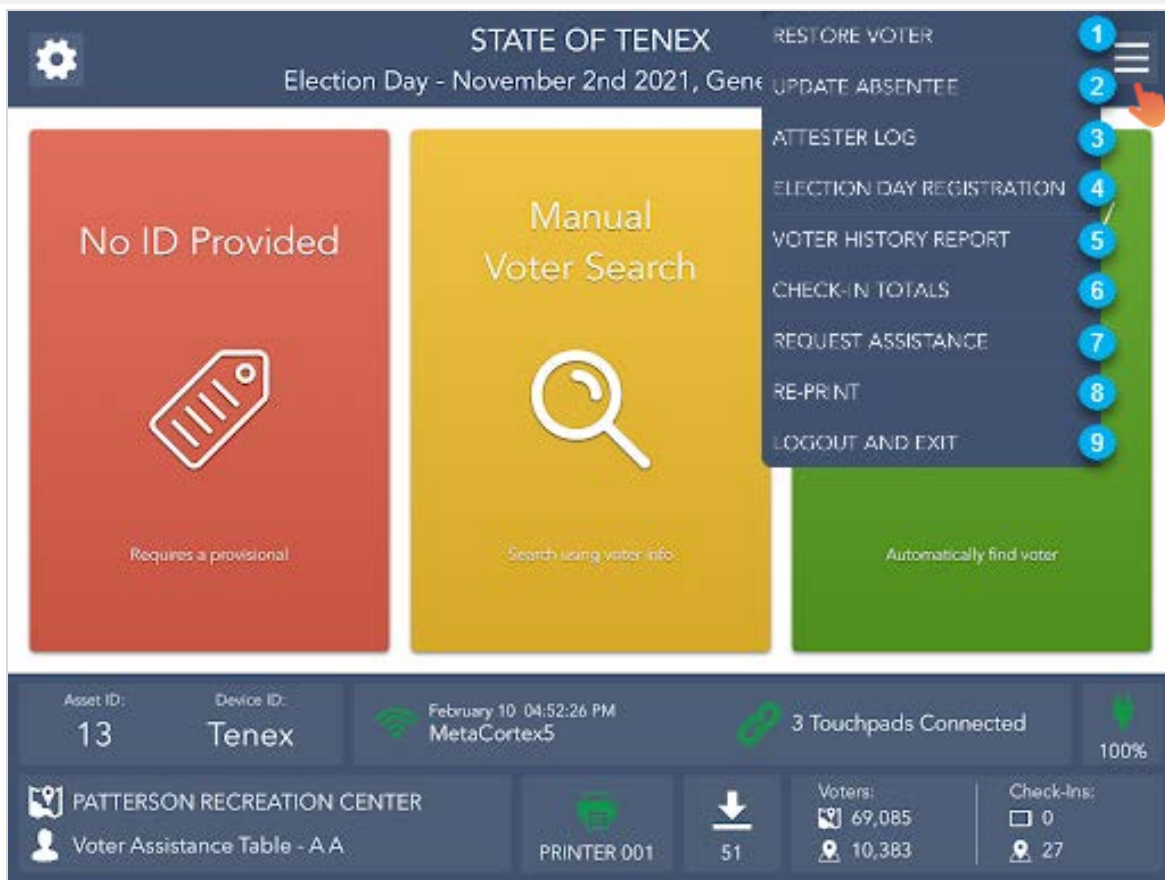 STATE OF TENEX
Election Day - November 2nd 2021, Gene
RESTORE VOTER 1
UPDATE ABSENTEE 2
ATTESTER LOG 3
ELECTION DAY REGISTRATION 4
VOTER HISTORY REPORT 5
CHECK-IN TOTALS 6
REQUEST ASSISTANCE 7
RE-PRINT 8
LOGOUT AND EXIT 9
No ID Provided
Requires a provisional
Manual
Voter Search
Search using voter info
Automatically find voter
Asset ID:
13
Device ID:
Tenex
February 10 04:52:26 PM
MetaCortex5
3 Touchpads Connected
100%
PATTERSON RECREATION CENTER
Voter Assistance Table - A A
PRINTER 001
51
Voters:
69,085
10,383
Check-Ins:
0
27